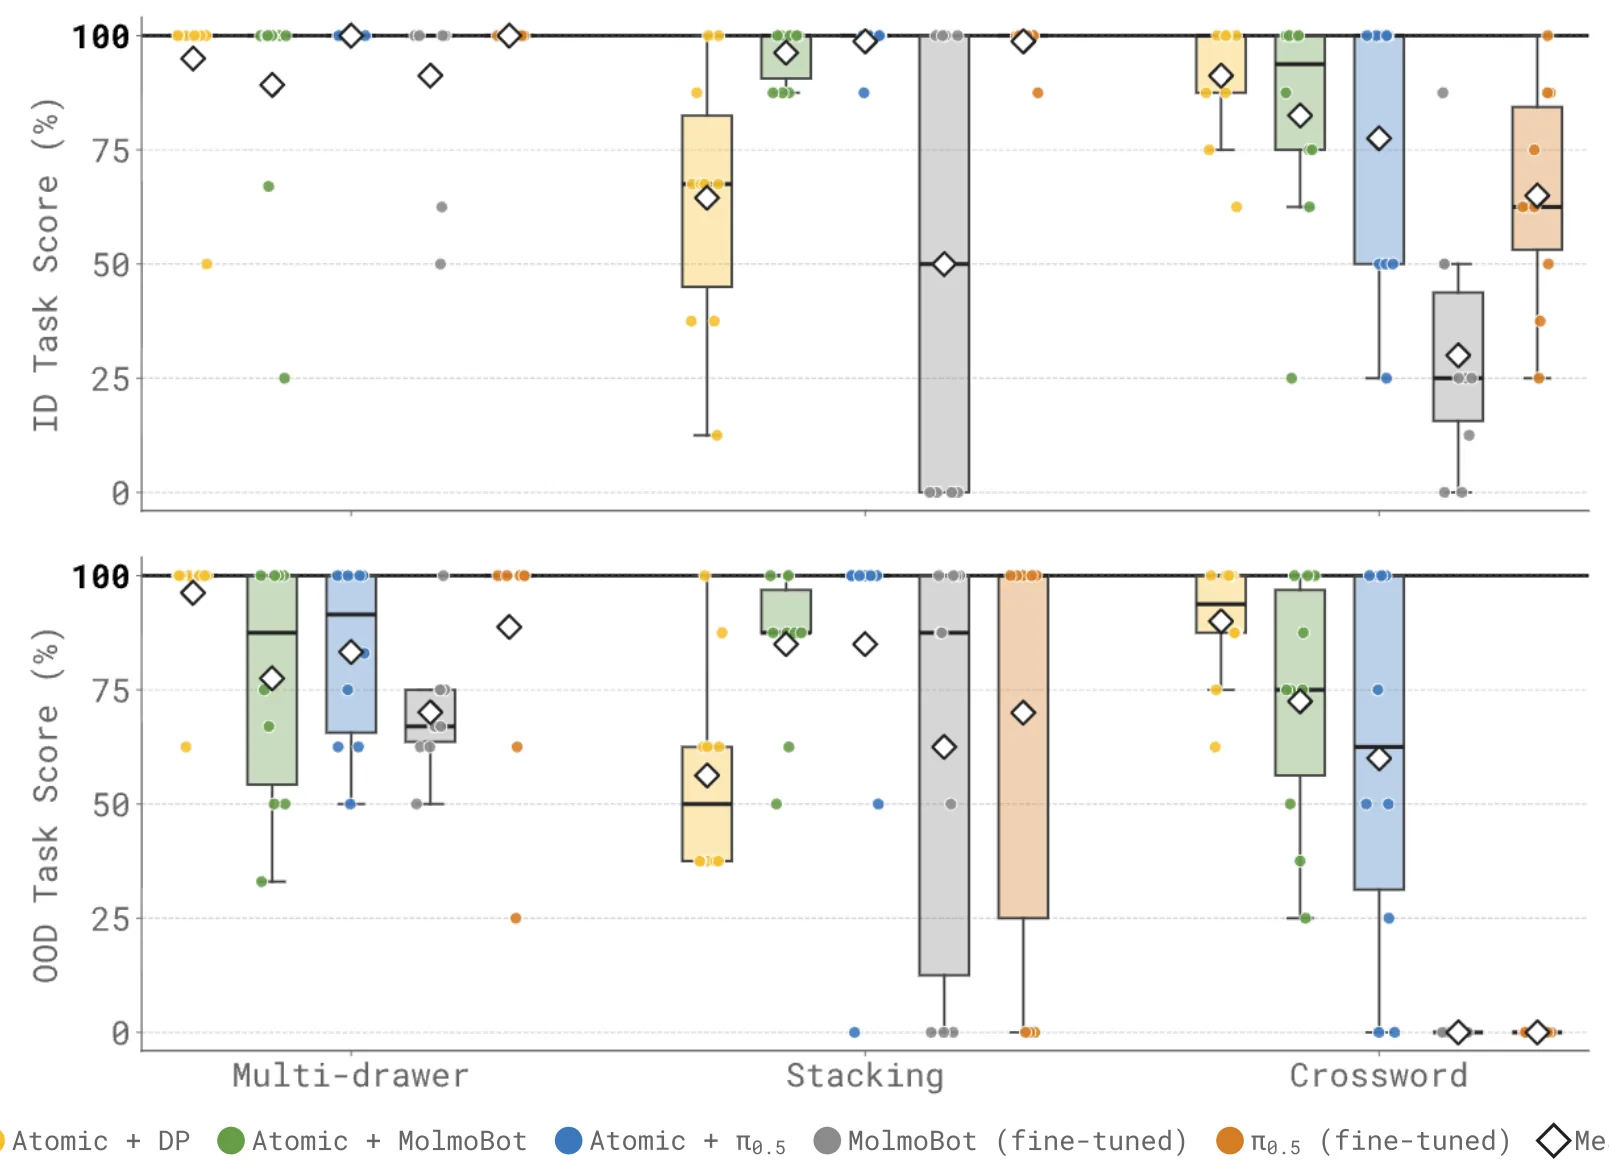 ID Task Score (%)
100
75
50
25
0
OOD Task Score (%)
100
75
50
25
0
Multi-drawer Stacking Crossword
Atomic + DP Atomic + MolmoBot Atomic + π0.5 MolmoBot (fine-tuned) π0.5 (fine-tuned) Me